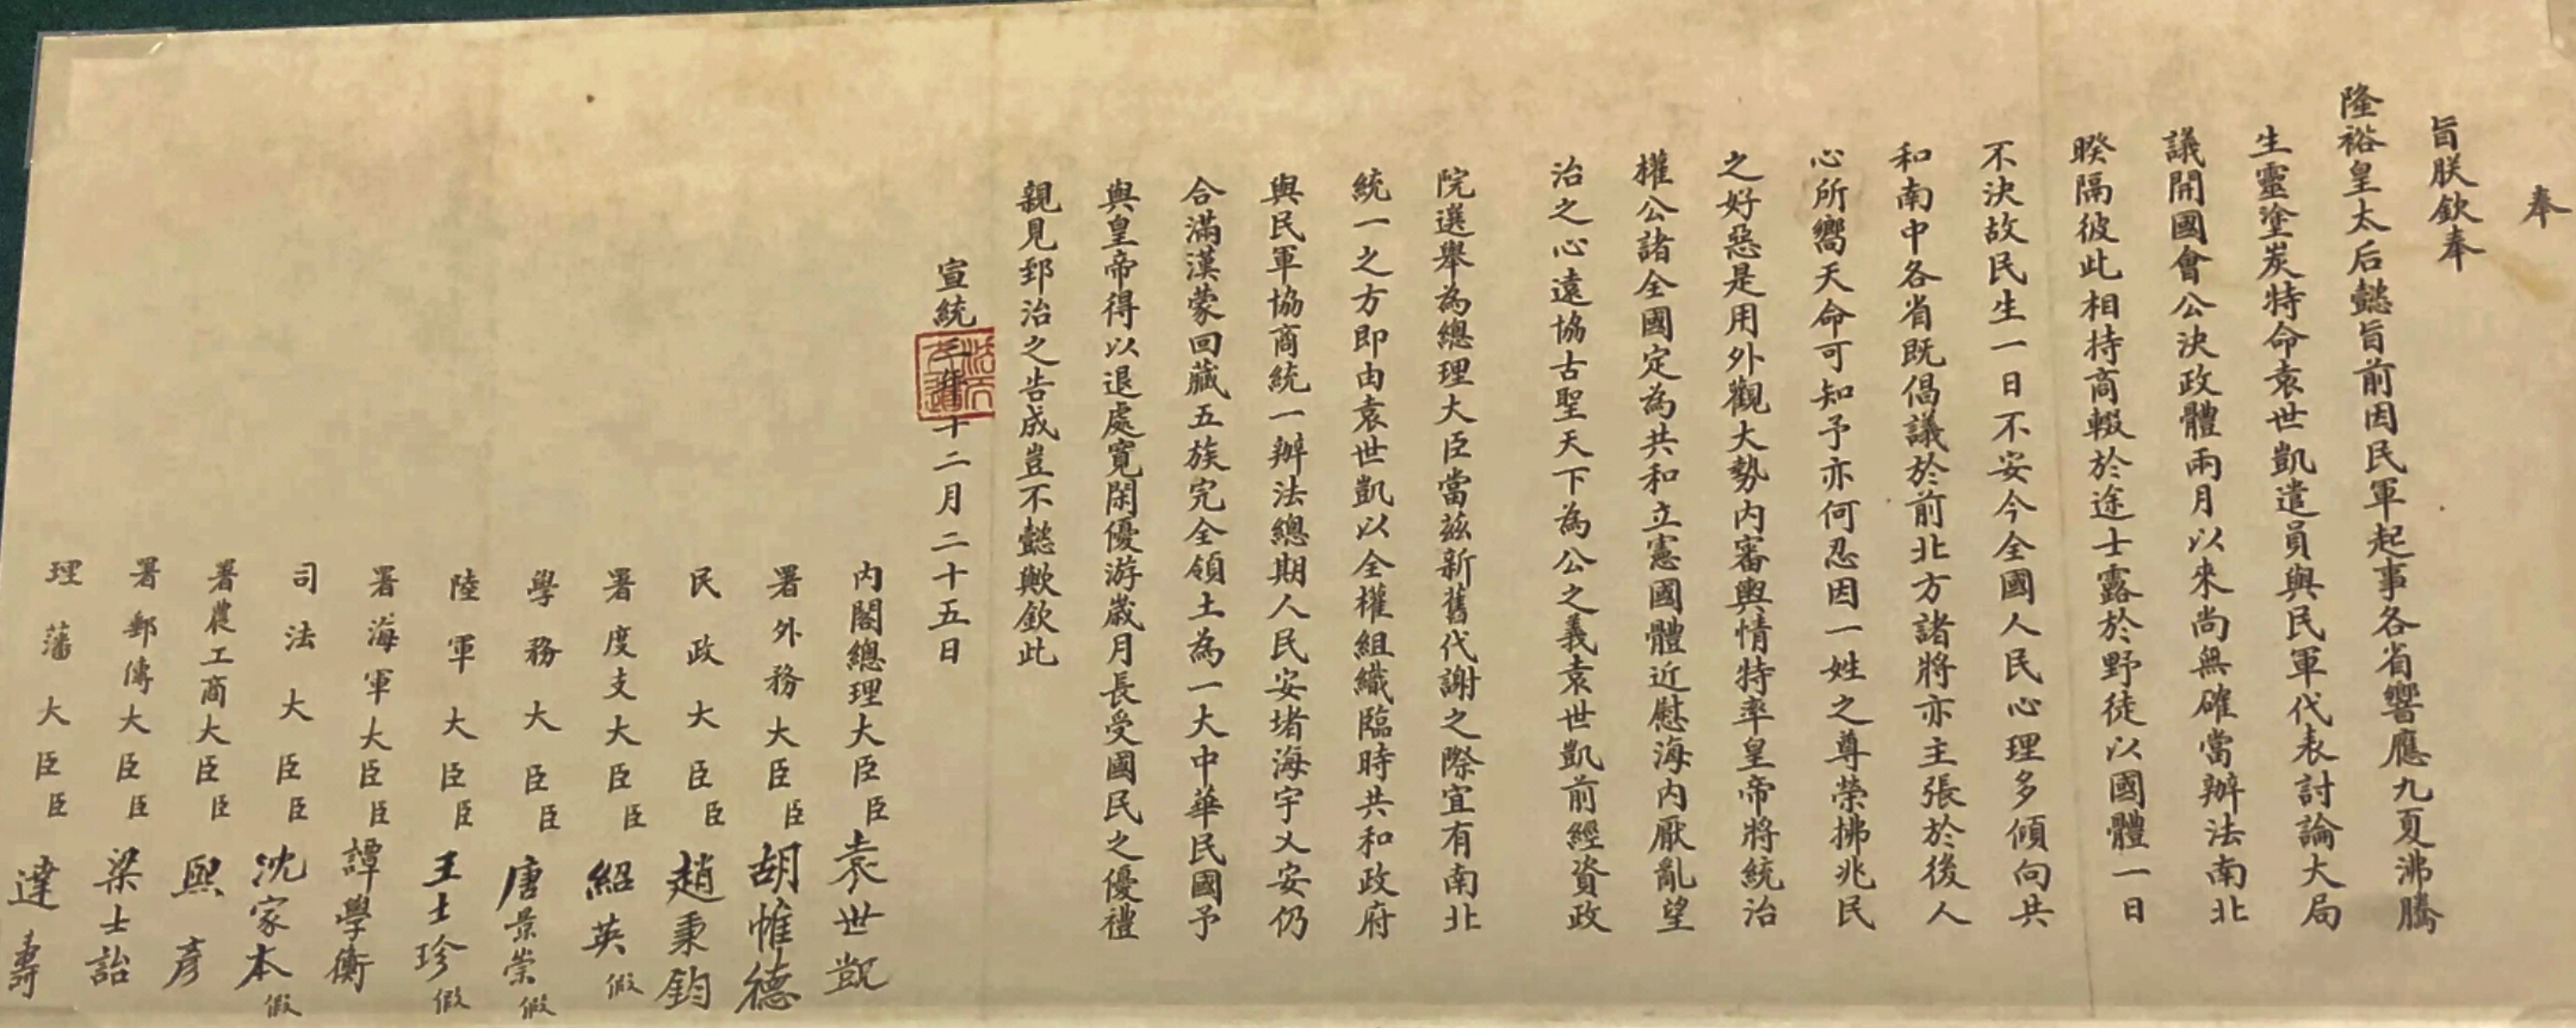 奉
旨朕欽奉
隆裕皇太后懿旨前因民軍起事各省響應九夏沸騰
生靈塗炭特命袁世凱遣員與民軍代表討論大局
議開國會公決政體兩月以來尚無確當辦法南北
睽隔彼此相持商輟於途士露於野徒以國體一日
不決故民生一日不安今全國人民心理多傾向共
和南中各省既倡議於前北方諸將亦主張於後人
心所嚮天命可知予亦何忍因一姓之尊榮拂兆民
之好惡是用外觀大勢內審輿情特率皇帝將統治
權公諸全國定為共和立憲國體近慰海內厭亂望
治之心遠協古聖天下為公之義袁世凱前經資政
院選舉為總理大臣當茲新舊代謝之際宜有南北
統一之方即由袁世凱以全權組織臨時共和政府
與民軍協商統一辦法總期人民安堵海宇乂安仍
合滿漢蒙回藏五族完全領土為一大中華民國予
與皇帝得以退處寬閑優游歲月長受國民之優禮
親見郅治之告成豈不懿歟欽此
宣統三年十二月二十五日
內閣總理大臣臣袁世凱
署外務大臣臣胡惟德
民政大臣臣趙秉鈞
署度支大臣臣紹英假
學務大臣臣唐景崇假
陸軍大臣臣王士珍假
署海軍大臣臣譚學衡
司法大臣臣沈家本假
署農工商大臣臣熙彥
署郵傳大臣臣梁士詒
理藩大臣臣達壽